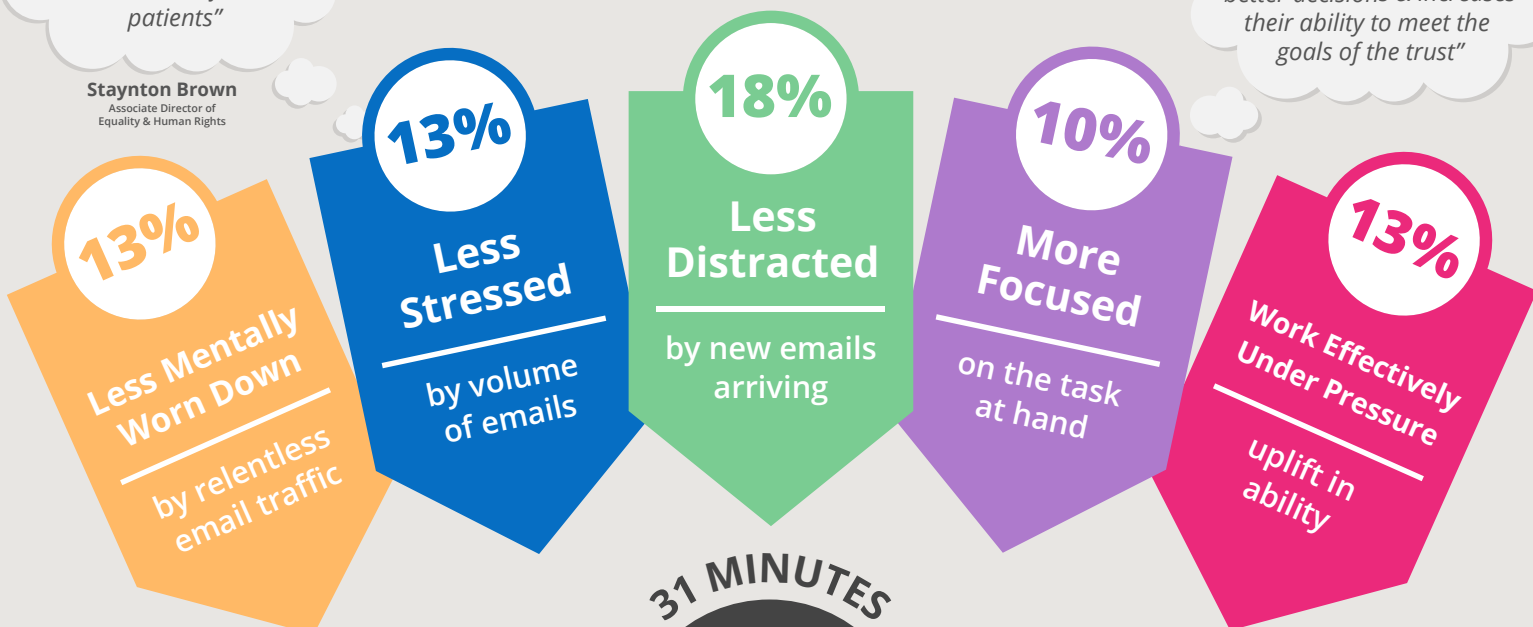 patients”
Staynton Brown
Associate Director of
Equality & Human Rights
their ability to meet the
goals of the trust”
13%
Less Mentally
Worn Down
by relentless
email traffic
13%
Less
Stressed
by volume
of emails
18%
Less
Distracted
by new emails
arriving
10%
More
Focused
on the task
at hand
13%
Work Effectively
Under Pressure
uplift in
ability
31 MINUTES